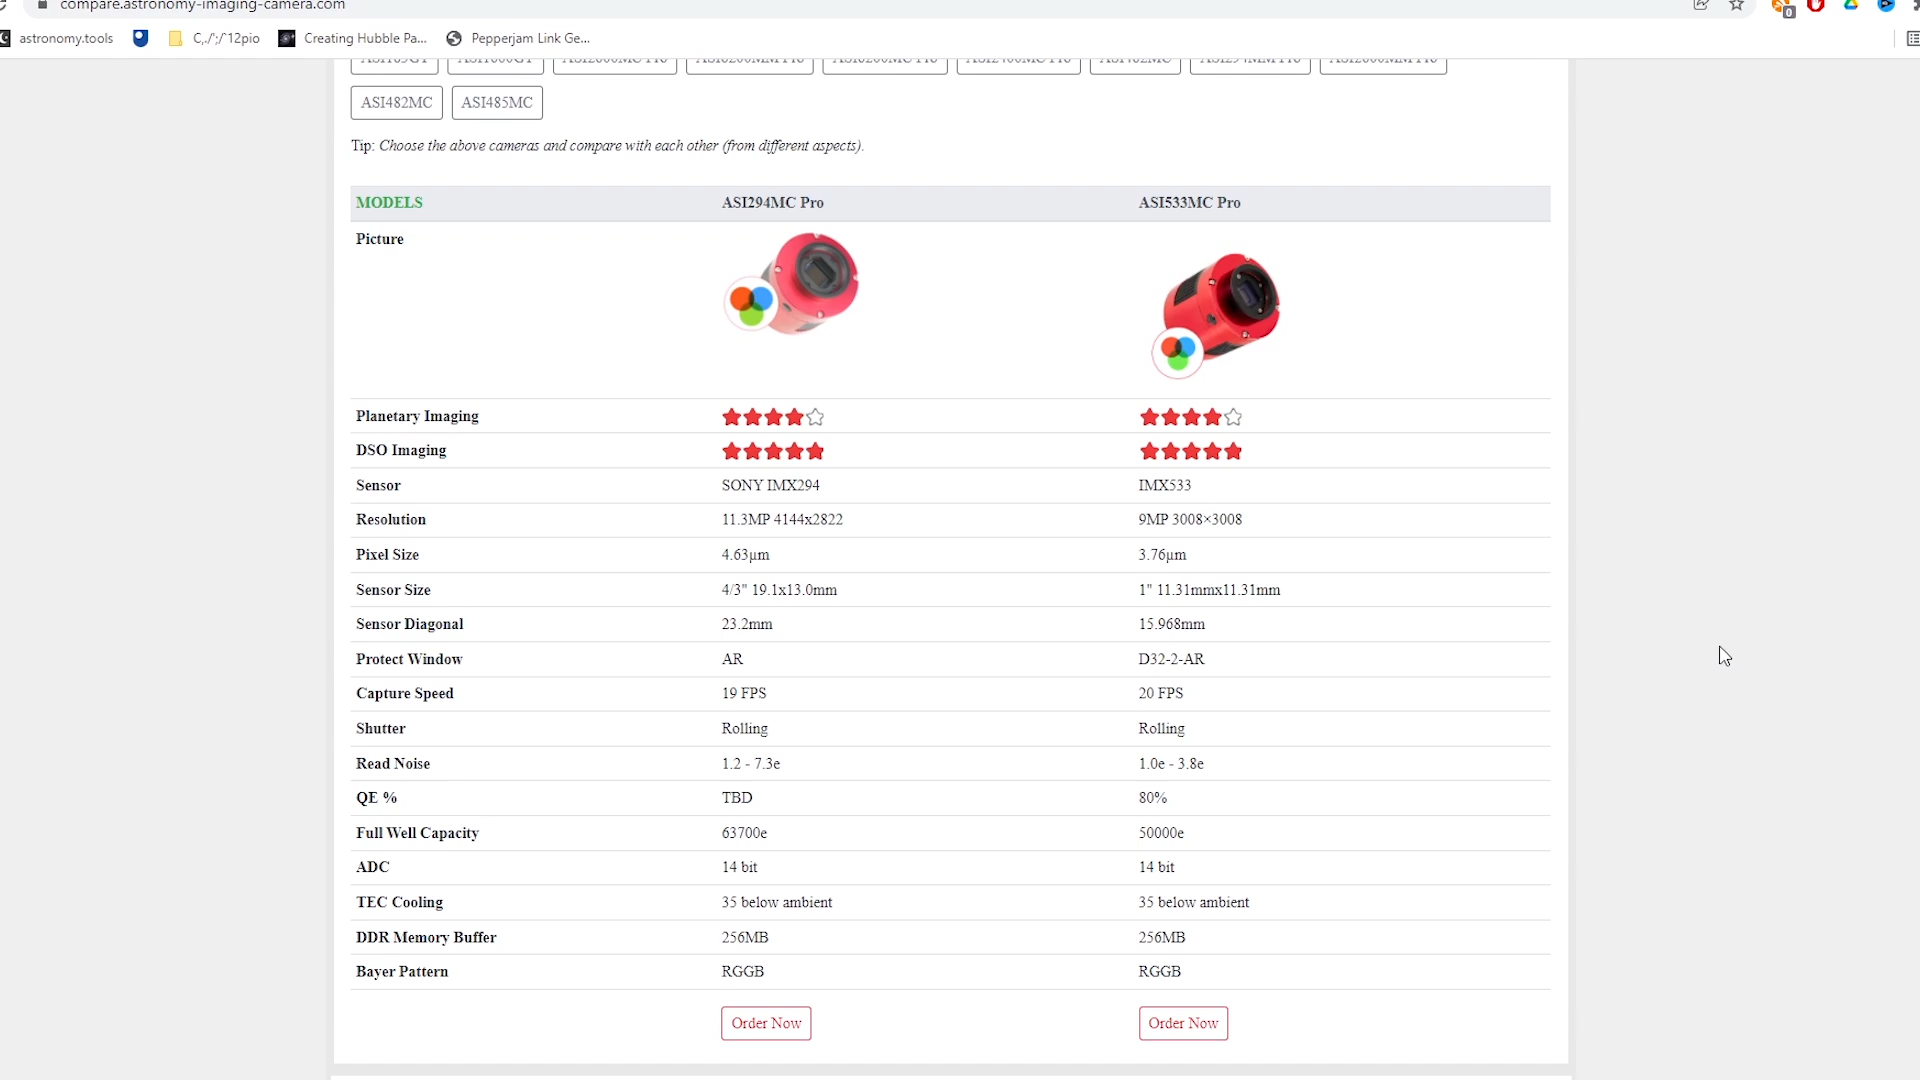 compare.astronomy-imaging-camera.com
0
astronomy.tools C,./';/`12pio Creating Hubble Pa... Pepperjam Link Ge...
ASI482MC ASI485MC
Tip: Choose the above cameras and compare with each other (from different aspects).
MODELS ASI294MC Pro ASI533MC Pro
Picture
Planetary Imaging
DSO Imaging
Sensor SONY IMX294 IMX533
Resolution 11.3MP 4144x2822 9MP 3008×3008
Pixel Size 4.63µm 3.76µm
Sensor Size 4/3" 19.1x13.0mm 1" 11.31mmx11.31mm
Sensor Diagonal 23.2mm 15.968mm
Protect Window AR D32-2-AR
Capture Speed 19 FPS 20 FPS
Shutter Rolling Rolling
Read Noise 1.2 - 7.3e 1.0e - 3.8e
QE % TBD 80%
Full Well Capacity 63700e 50000e
ADC 14 bit 14 bit
TEC Cooling 35 below ambient 35 below ambient
DDR Memory Buffer 256MB 256MB
Bayer Pattern RGGB RGGB
Order Now Order Now